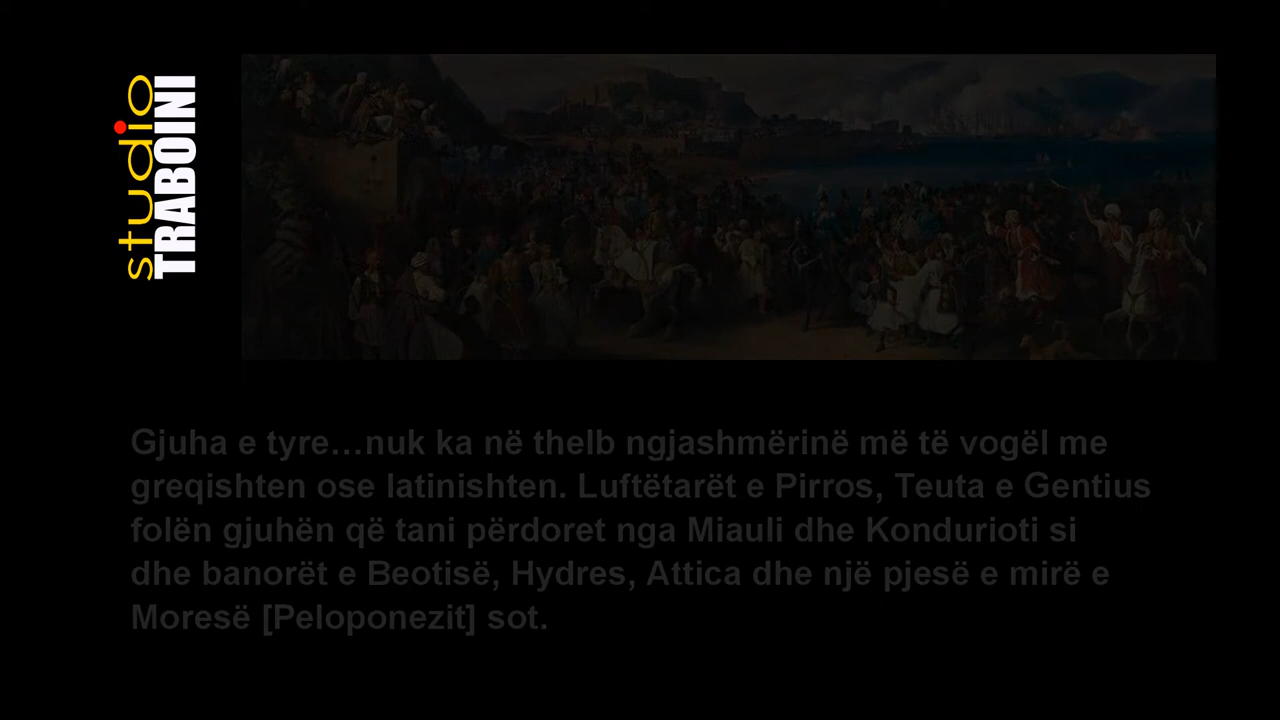 studio
TRABOINI
Gjuha e tyre…nuk ka në thelb ngjashmërinë më të vogël me
greqishten ose latinishten. Luftëtarët e Pirros, Teuta e Gentius
folën gjuhën që tani përdoret nga Miauli dhe Kondurioti si
dhe banorët e Beotisë, Hydres, Attica dhe një pjesë e mirë e
Moresë [Peloponezit] sot.